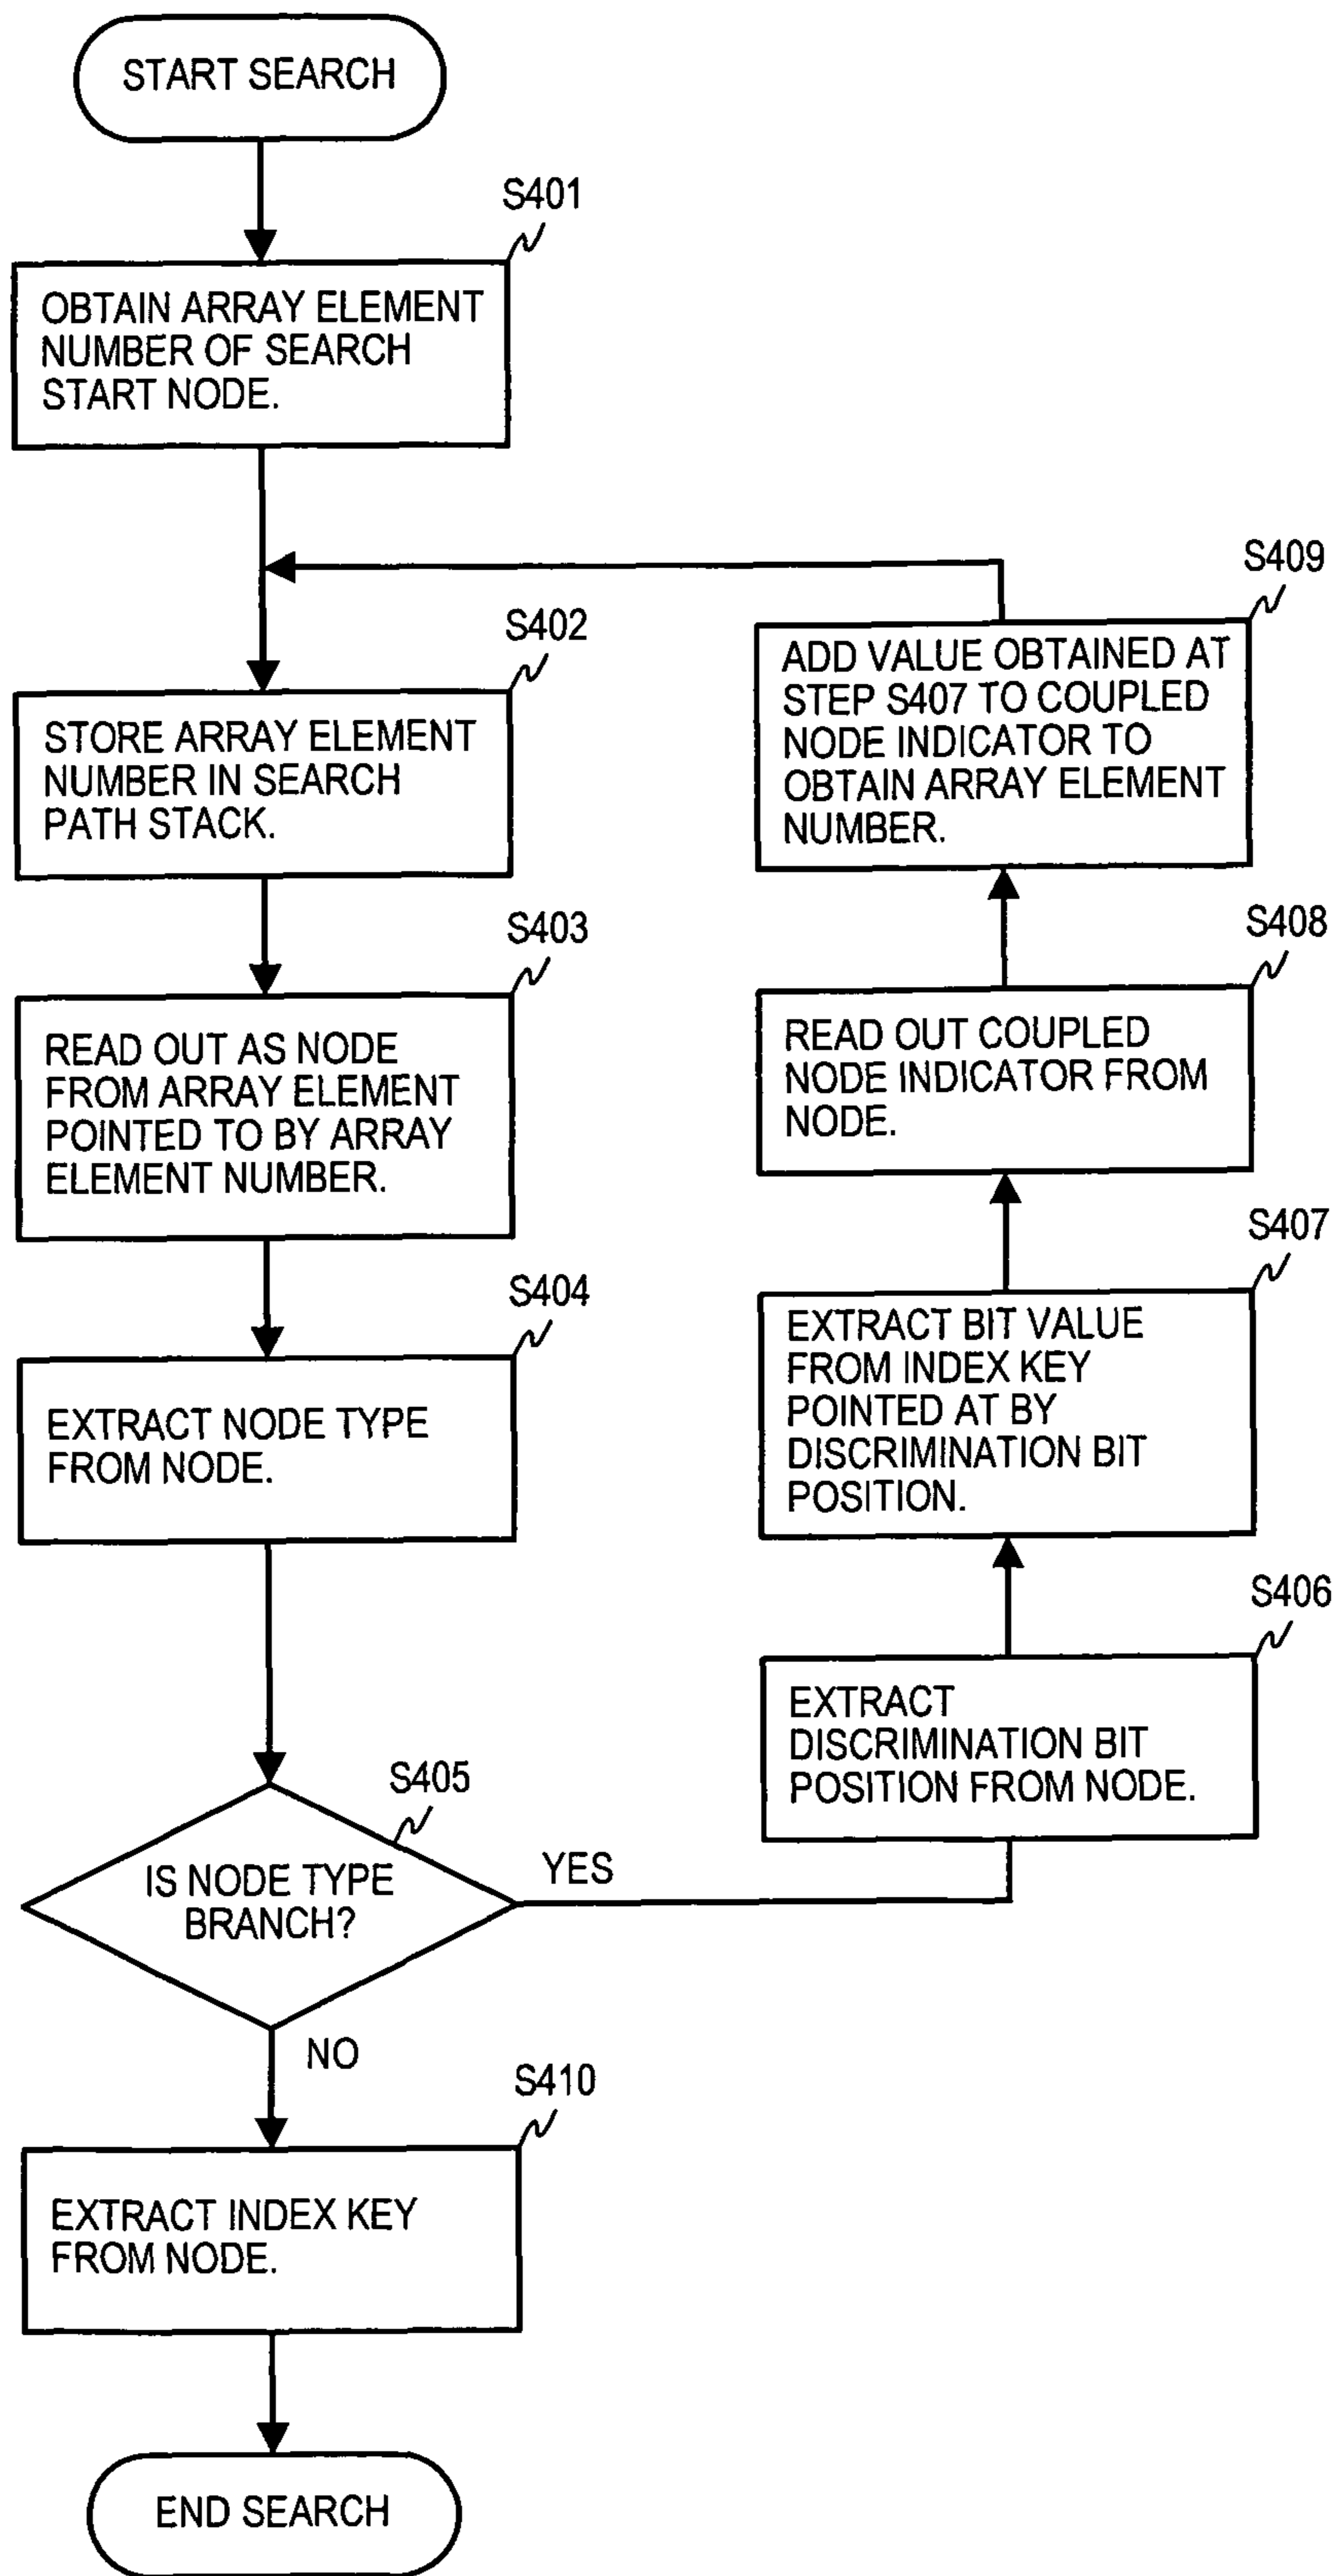 START SEARCH
S401
OBTAIN ARRAY ELEMENT
NUMBER OF SEARCH
START NODE.
S402
STORE ARRAY ELEMENT
NUMBER IN SEARCH
PATH STACK.
S403
READ OUT AS NODE
FROM ARRAY ELEMENT
POINTED TO BY ARRAY
ELEMENT NUMBER.
S404
EXTRACT NODE TYPE
FROM NODE.
S405
IS NODE TYPE
BRANCH?
YES
NO
S406
EXTRACT
DISCRIMINATION BIT
POSITION FROM NODE.
S407
EXTRACT BIT VALUE
FROM INDEX KEY
POINTED AT BY
DISCRIMINATION BIT
POSITION.
S408
READ OUT COUPLED
NODE INDICATOR FROM
NODE.
S409
ADD VALUE OBTAINED AT
STEP S407 TO COUPLED
NODE INDICATOR TO
OBTAIN ARRAY ELEMENT
NUMBER.
S410
EXTRACT INDEX KEY
FROM NODE.
END SEARCH